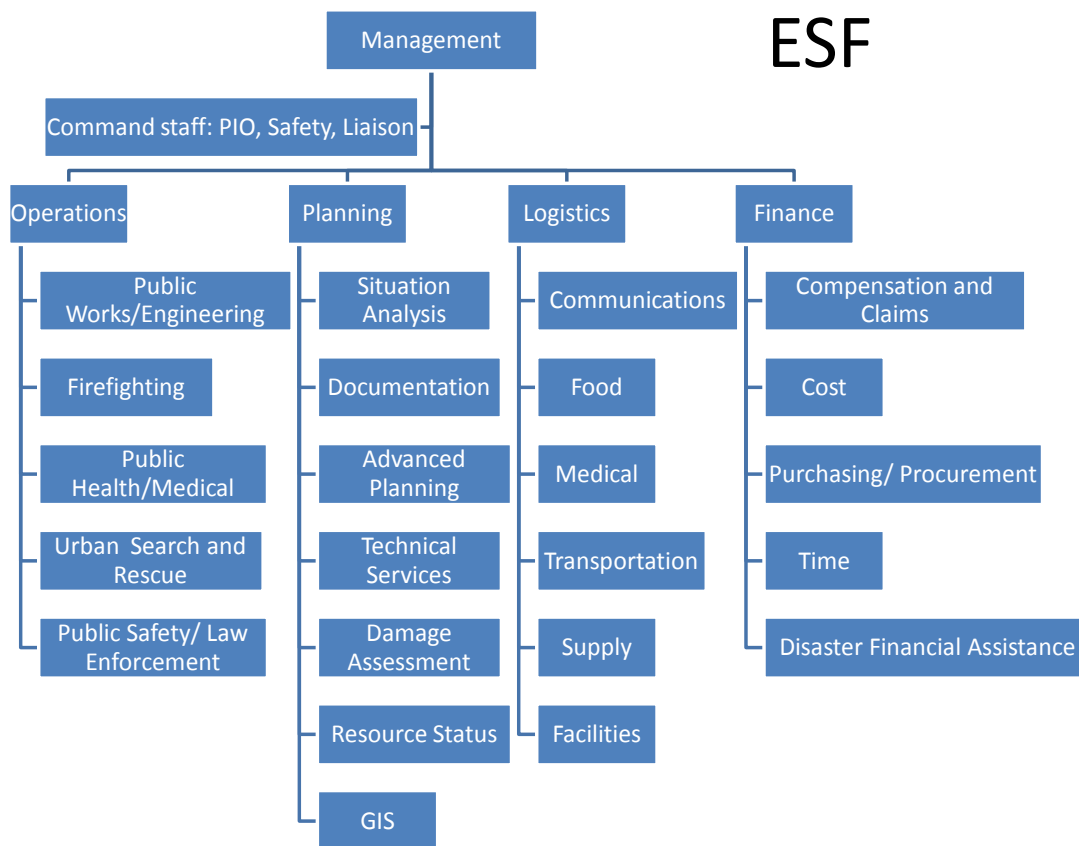 ESF
Management
Command staff: PIO, Safety, Liaison
Operations
Public
Works/Engineering
Firefighting
Public
Health/Medical
Urban  Search and
Rescue
Public Safety/ Law
Enforcement
Planning
Situation
Analysis
Documentation
Advanced
Planning
Technical
Services
Damage
Assessment
Resource Status
GIS
Logistics
Communications
Food
Medical
Transportation
Supply
Facilities
Finance
Compensation and
Claims
Cost
Purchasing/ Procurement
Time
Disaster Financial Assistance